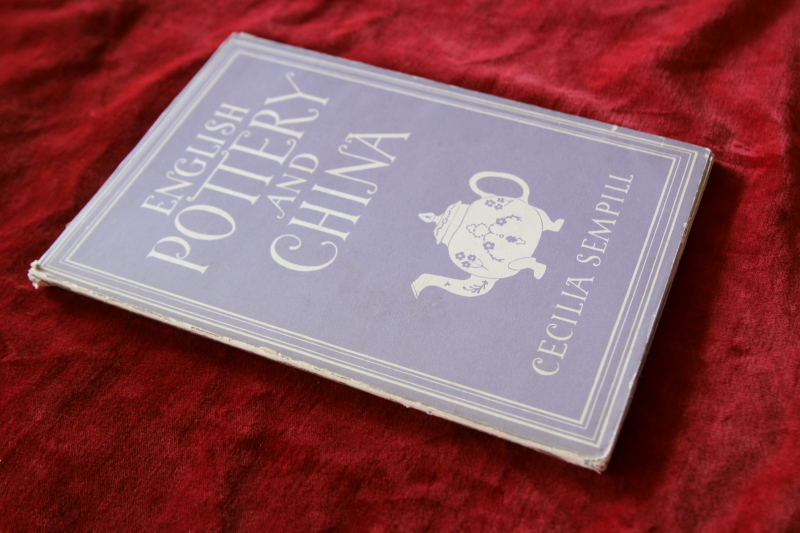 ENGLISH
POTTERY
AND
CHINA
CECILIA SEMPILL